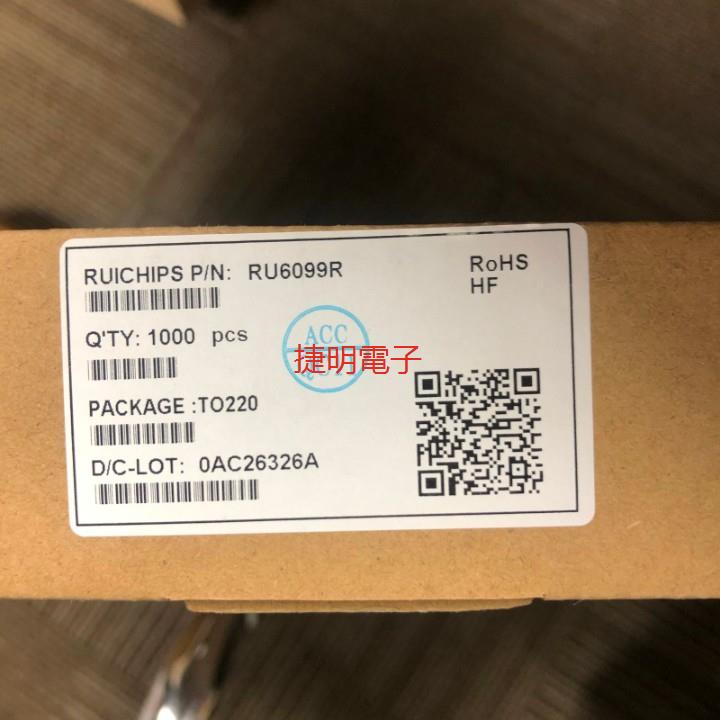 RUICHIPS P/N: RU6099R
RoHS
HF
Q'TY: 1000 pcs
ACC
捷明電子
PACKAGE :TO220
D/C-LOT: 0AC26326A